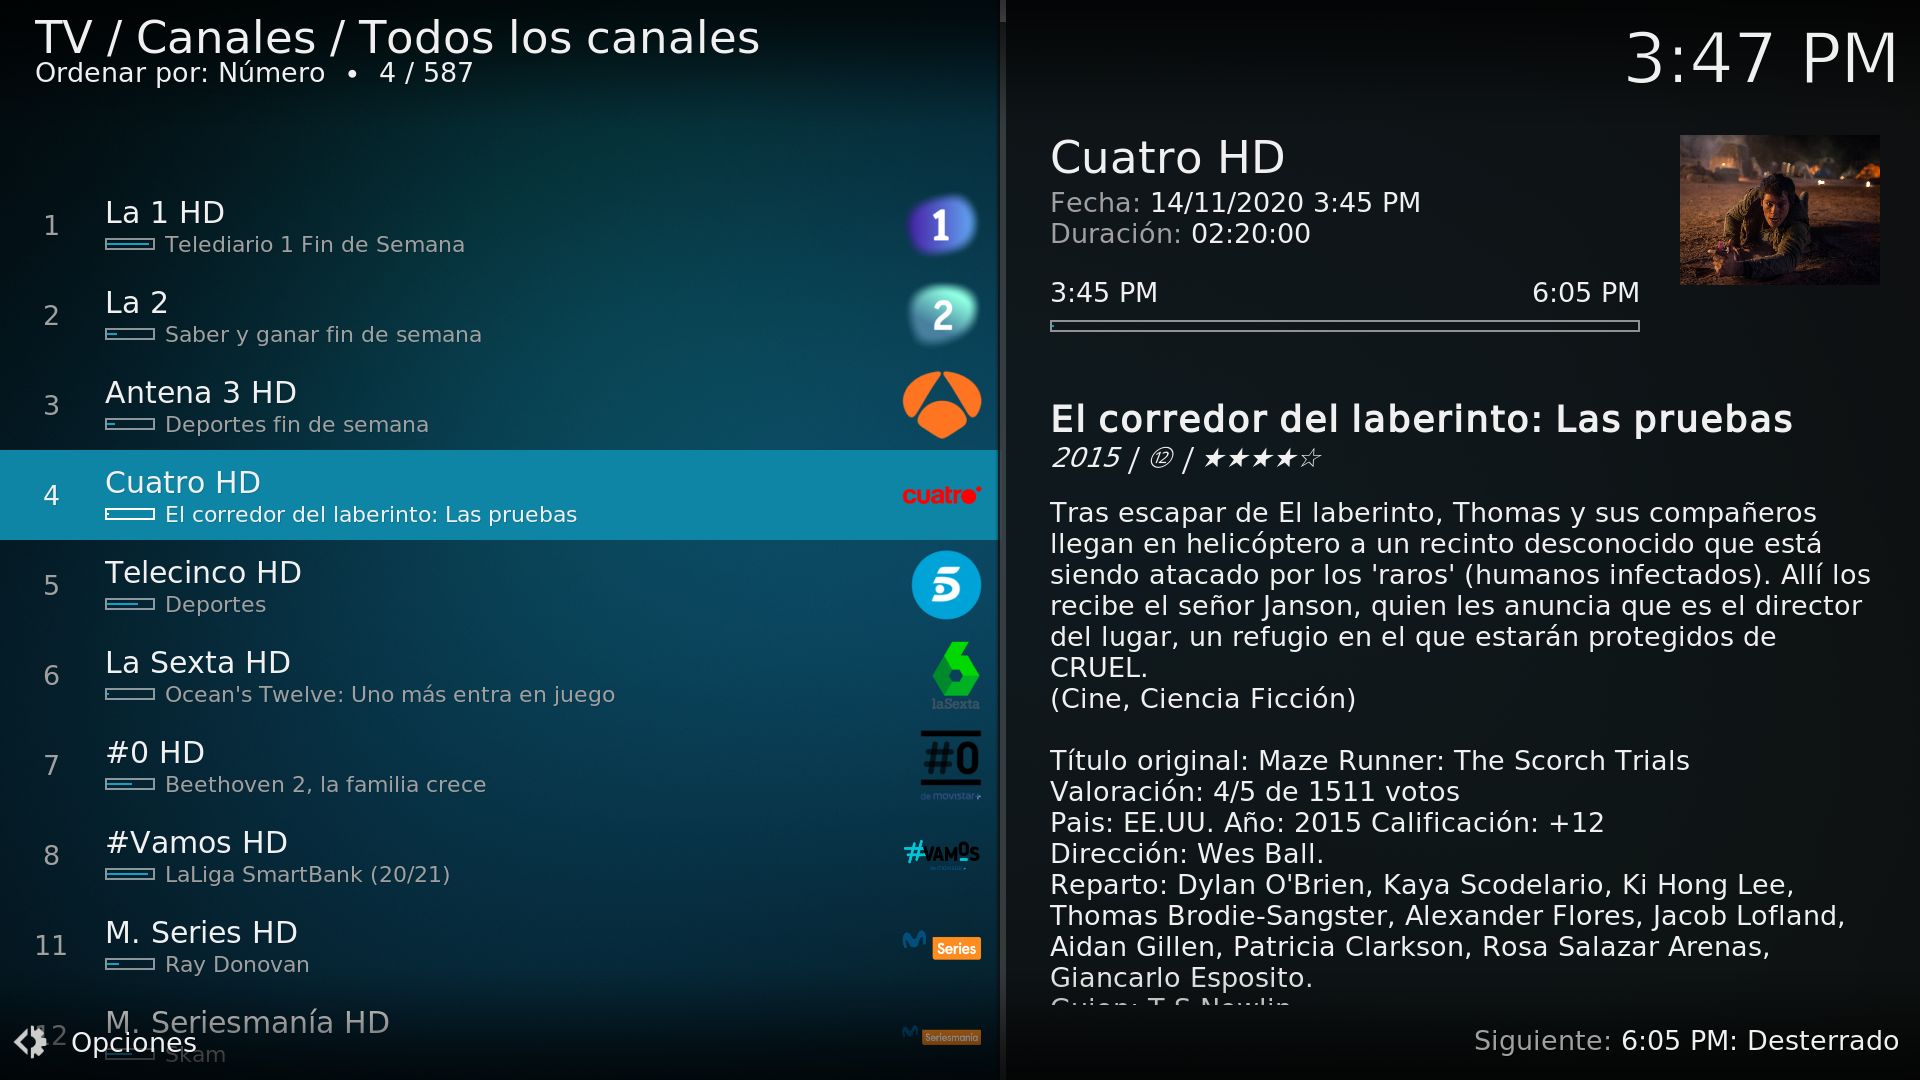 TV / Canales / Todos los canales
Ordenar por: Número • 4 / 587
3:47 PM
1
La 1 HD
Telediario 1 Fin de Semana
1
2
La 2
Saber y ganar fin de semana
2
3
Antena 3 HD
Deportes fin de semana
4
Cuatro HD
El corredor del laberinto: Las pruebas
cuatro
5
Telecinco HD
Deportes
5
6
La Sexta HD
Ocean's Twelve: Uno más entra en juego
laSexta
7
#0 HD
Beethoven 2, la familia crece
#0
de movistar+
8
#Vamos HD
LaLiga SmartBank (20/21)
#VAMOS
11
M. Series HD
Ray Donovan
Series
12
M. Seriesmanía HD
Skam
Seriesmanía
Opciones
Cuatro HD
Fecha: 14/11/2020 3:45 PM
Duración: 02:20:00
3:45 PM 6:05 PM
El corredor del laberinto: Las pruebas
2015 | ⑫ | ★★★★☆
Tras escapar de El laberinto, Thomas y sus compañeros
llegan en helicóptero a un recinto desconocido que está
siendo atacado por los 'raros' (humanos infectados). Allí los
recibe el señor Janson, quien les anuncia que es el director
del lugar, un refugio en el que estarán protegidos de
CRUEL.
(Cine, Ciencia Ficción)
Título original: Maze Runner: The Scorch Trials
Valoración: 4/5 de 1511 votos
Pais: EE.UU. Año: 2015 Calificación: +12
Dirección: Wes Ball.
Reparto: Dylan O'Brien, Kaya Scodelario, Ki Hong Lee,
Thomas Brodie-Sangster, Alexander Flores, Jacob Lofland,
Aidan Gillen, Patricia Clarkson, Rosa Salazar Arenas,
Giancarlo Esposito.
Guion: T.S Nowlin
Siguiente: 6:05 PM: Desterrado